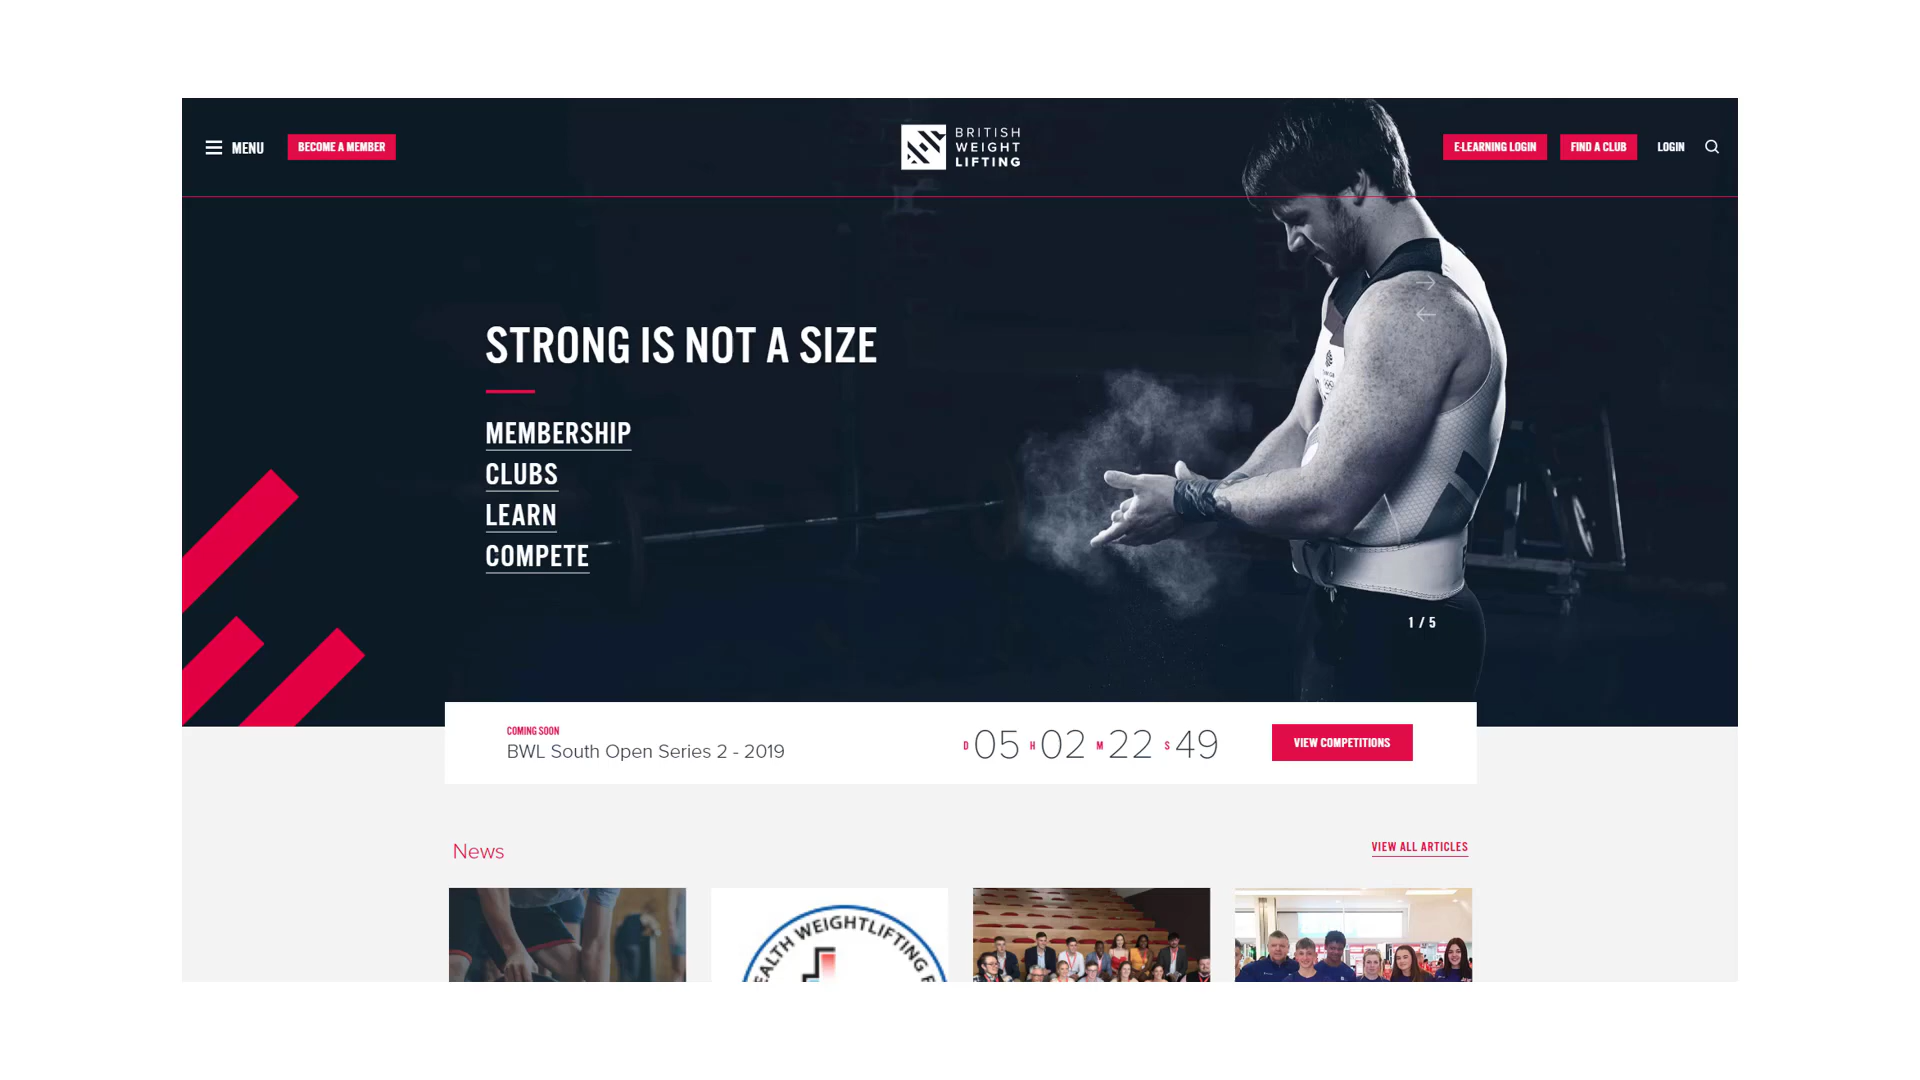 MENU
BECOME A MEMBER
BRITISH
WEIGHT
LIFTING
E-LEARNING LOGIN
FIND A CLUB
LOGIN
STRONG IS NOT A SIZE
MEMBERSHIP
CLUBS
LEARN
COMPETE
1 / 5
COMING SOON
BWL South Open Series 2 - 2019
D 05 H 02 M 22 S 49
VIEW COMPETITIONS
News
VIEW ALL ARTICLES
WEIGHTLIFTING